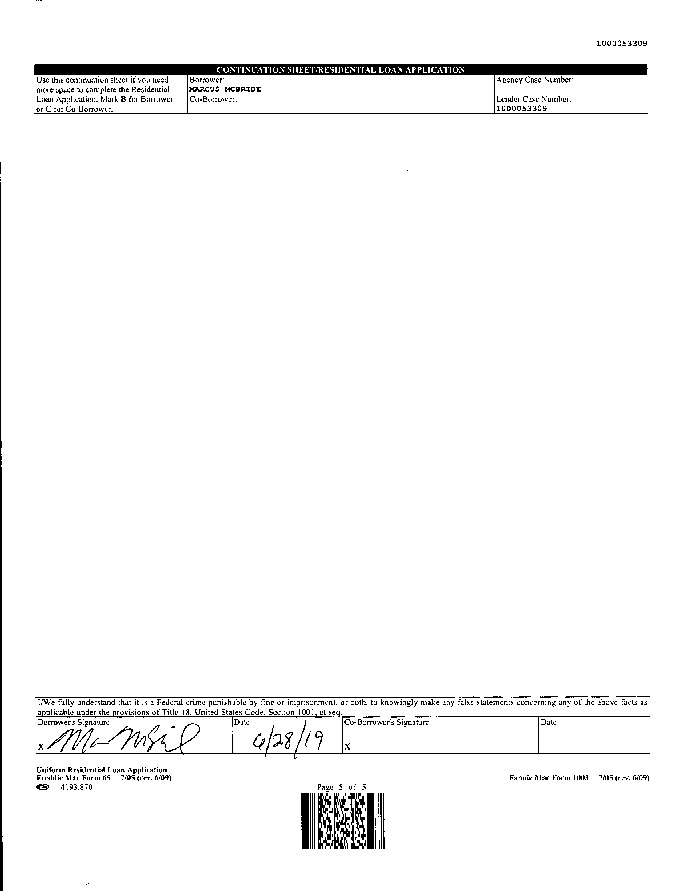 1000053309
CONTINUATION SHEET/RESIDENTIAL LOAN APPLICATION
Use this continuation sheet if you need
more space to complete the Residential
Loan Application. Mark B for Borrower
or C for Co-Borrower.
Borrower:
MARCUS MCBRIDE
Co-Borrower:
Agency Case Number:
Lender Case Number:
1000053309
I/We fully understand that it is a Federal crime punishable by fine or imprisonment, or both, to knowingly make any false statements concerning any of the above facts as
applicable under the provisions of Title 18, United States Code, Section 1001, et seq.
Borrower's Signature
X
Date
6/28/19
Co-Borrower's Signature
X
Date
Uniform Residential Loan Application
Freddie Mac Form 65 7/05 (rev. 6/09)
4193.870
Page 5 of 5
Fannie Mae Form 1003 7/05 (rev. 6/09)